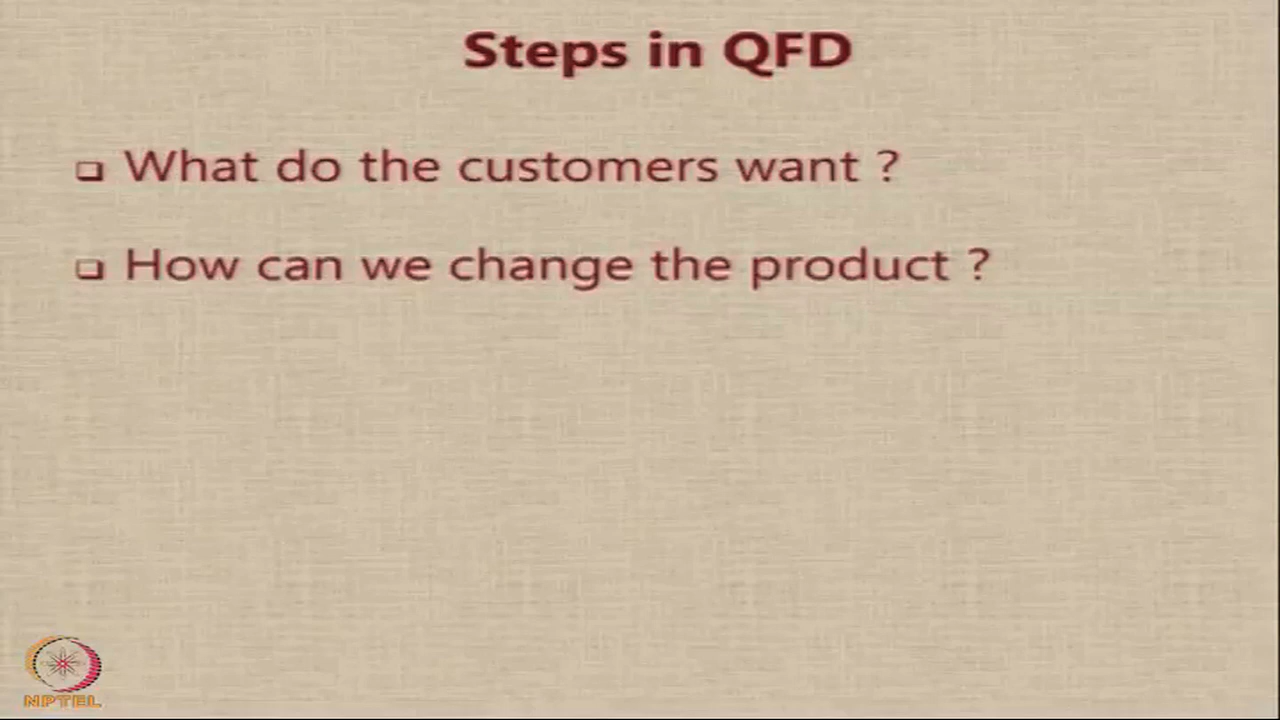 Steps in QFD
What do the customers want ?
How can we change the product ?
NPTEL